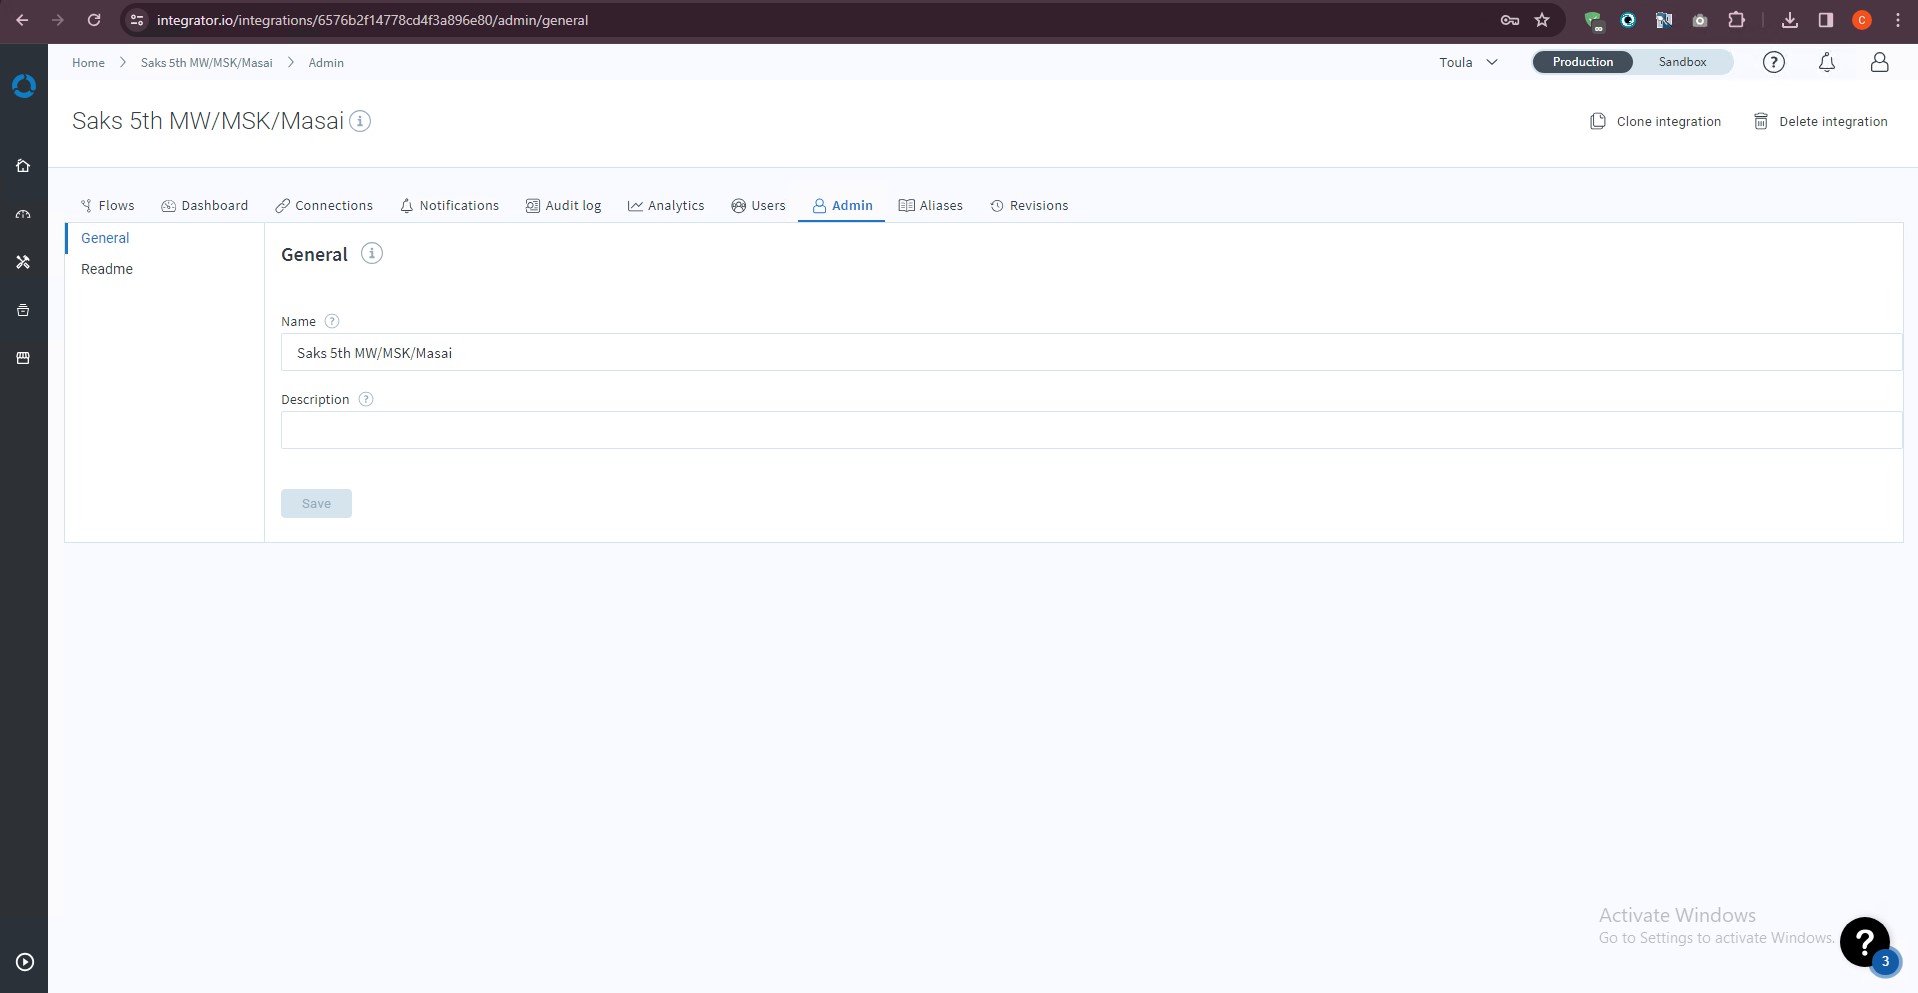 integrator.io/integrations/6576b2f14778cd4f3a896e80/admin/general
C
Home > Saks 5th MW/MSK/Masai > Admin
Toula
Production Sandbox
Saks 5th MW/MSK/Masai
Clone integration
Delete integration
Flows Dashboard Connections Notifications Audit log Analytics Users Admin Aliases Revisions
General
Readme
General
Name
Saks 5th MW/MSK/Masai
Description
Save
Activate Windows
Go to Settings to activate Windows.
?
3